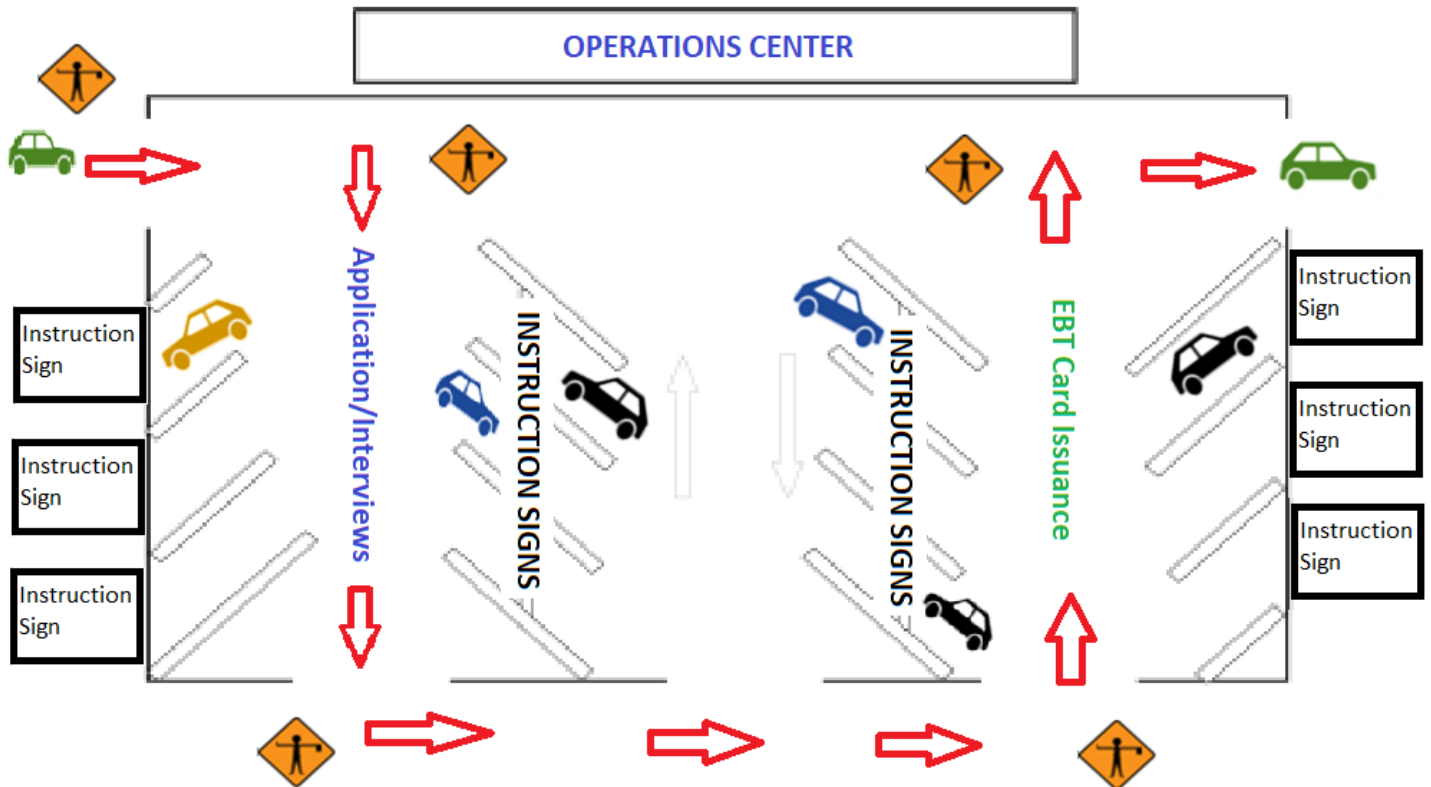 OPERATIONS CENTER
Application/Interviews
INSTRUCTION SIGNS
INSTRUCTION SIGNS
EBT Card Issuance
Instruction
Sign
Instruction
Sign
Instruction
Sign
Instruction
Sign
Instruction
Sign
Instruction
Sign